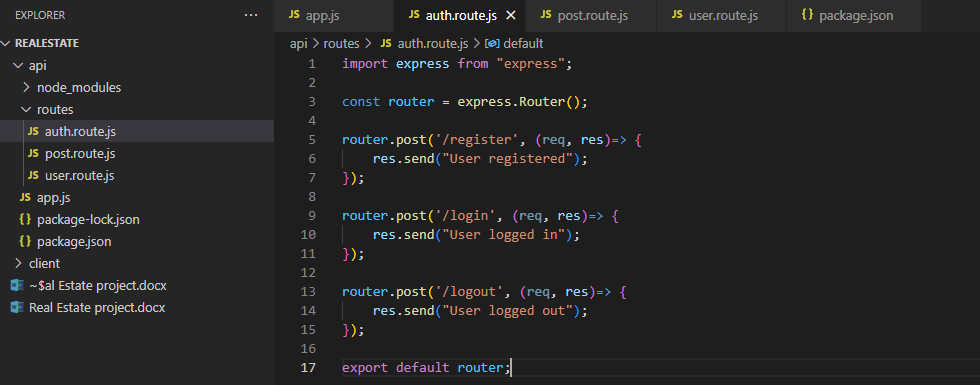 EXPLORER ...
REALESTATE
api
node_modules
routes
JS auth.route.js
JS post.route.js
JS user.route.js
JS app.js
{} package-lock.json
{} package.json
client
~$al Estate project.docx
Real Estate project.docx
JS app.js JS auth.route.js × JS post.route.js JS user.route.js {} package.json
api > routes > JS auth.route.js > default
1 import express from "express";
2
3 const router = express.Router();
4
5 router.post('/register', (req, res)=> {
6 res.send("User registered");
7 });
8
9 router.post('/login', (req, res)=> {
10 res.send("User logged in");
11 });
12
13 router.post('/logout', (req, res)=> {
14 res.send("User logged out");
15 });
16
17 export default router;